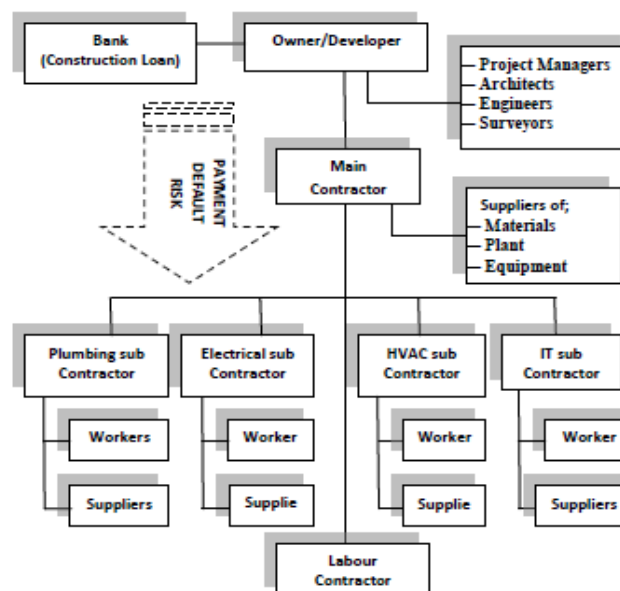 Bank
(Construction Loan)
Owner/Developer
Project Managers
Architects
Engineers
Surveyors
PAYMENT
DEFAULT
RISK
Main
Contractor
Suppliers of;
Materials
Plant
Equipment
Plumbing sub
Contractor
Electrical sub
Contractor
HVAC sub
Contractor
IT sub
Contractor
Workers
Worker
Worker
Worker
Suppliers
Supplie
Supplie
Suppliers
Labour
Contractor